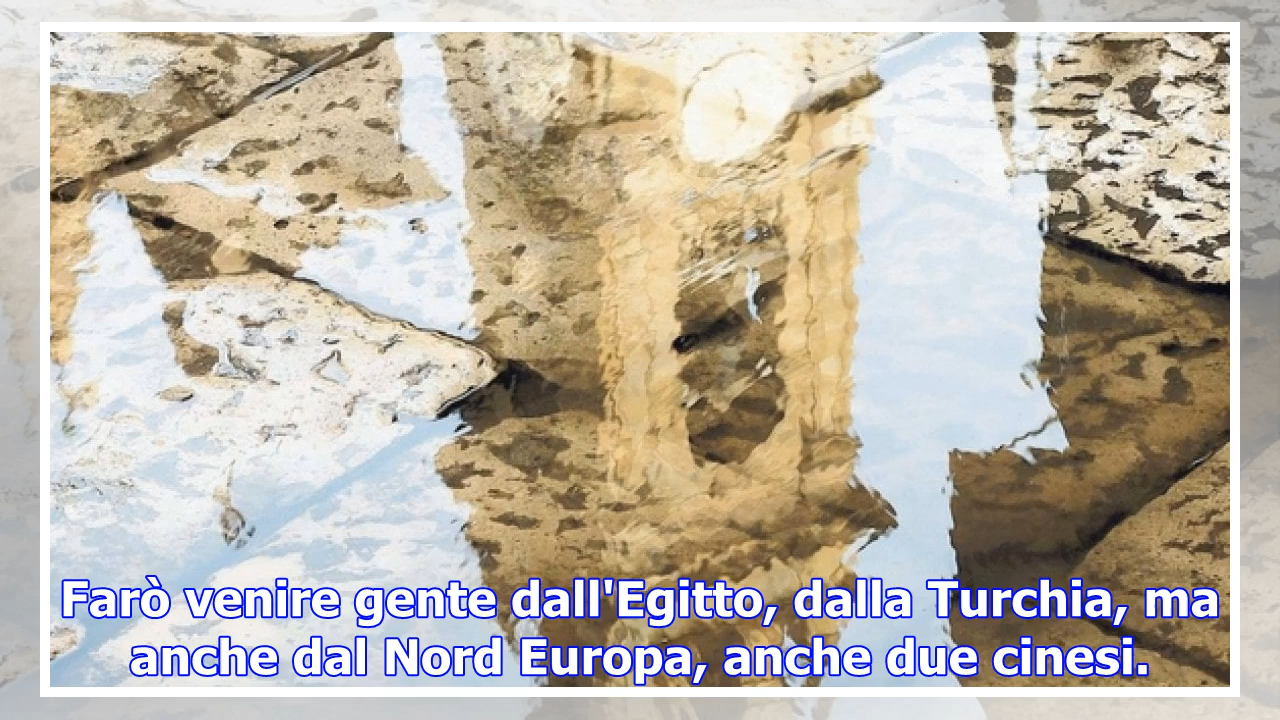 Farò venire gente dall'Egitto, dalla Turchia, ma
anche dal Nord Europa, anche due cinesi.